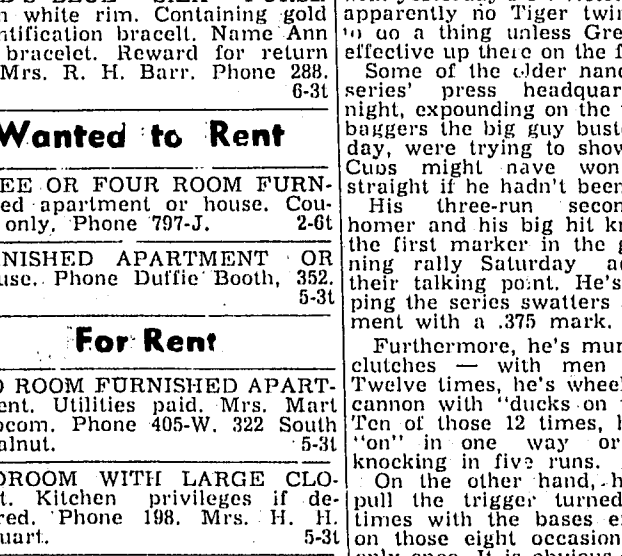 white rim. Containing gold
ntification bracelt. Name Ann
bracelet. Reward for return
Mrs. R. H. Barr. Phone 288.
6-3t
Wanted to Rent
EE OR FOUR ROOM FURN-
ed apartment or house. Cou-
only. Phone 797-J. 2-6t
NISHED APARTMENT OR
use. Phone Duffie Booth, 352.
5-3t
For Rent
O ROOM FURNISHED APART-
ent. Utilities paid. Mrs. Mart
ocom. Phone 405-W. 322 South
alnut. 5-3t
DROOM WITH LARGE CLO-
t. Kitchen privileges if de-
red. Phone 198. Mrs. H. H.
uart. 5-3t
apparently no Tiger twir
do a thing unless Gre
effective up there on the f
Some of the older
series' press headquar
night, expounding on the
baggers the big guy bust
day, were trying to show
Cubs might have won
straight if he hadn't been
His three-run secon
homer and his big hit
the first marker in the g
ning rally Saturday
their talking point. He's
ping the series swatters
ment with a .375 mark.
Furthermore, he's mur
clutches — with men
Twelve times, he's wheel
cannon with "ducks on
Ten of those 12 times,
"on" in one way or
knocking in five runs.
On the other hand,
pull the trigger turned
times with the bases
on those eight occasion
only once. It is obvious